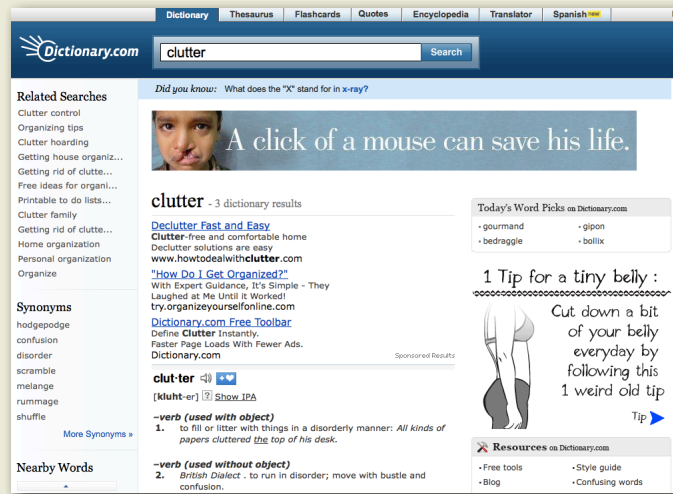 Dictionary Thesaurus Flashcards Quotes Encyclopedia Translator Spanish new
Dictionary.com
clutter Search
Did you know: What does the "X" stand for in x-ray?
Related Searches
Clutter control
Organizing tips
Clutter hoarding
Getting house organiz...
Getting rid of clutte...
Free ideas for organi...
Printable to do lists...
Clutter family
Getting rid of clutte...
Home organization
Personal organization
Organize
Synonyms
hodgepodge
confusion
disorder
scramble
melange
rummage
shuffle
More Synonyms »
Nearby Words
A click of a mouse can save his life.
clutter - 3 dictionary results
Declutter Fast and Easy
Clutter-free and comfortable home
Declutter solutions are easy
www.howtodealwithclutter.com
"How Do I Get Organized?"
With Expert Guidance, It's Simple - They
Laughed at Me Until it Worked!
try.organizeyourselfonline.com
Dictionary.com Free Toolbar
Define Clutter Instantly.
Faster Page Loads With Fewer Ads.
Dictionary.com
Sponsored Results
clut·ter
[kluht-er] ? Show IPA
–verb (used with object)
1. to fill or litter with things in a disorderly manner: All kinds of
papers cluttered the top of his desk.
–verb (used without object)
2. British Dialect . to run in disorder; move with bustle and
confusion.
Today's Word Picks on Dictionary.com
• gourmand • gipon
• bedraggle • bollix
1 Tip for a tiny belly :
Cut down a bit
of your belly
everyday by
following this
1 weird old tip
Tip
Resources on Dictionary.com
• Free tools • Style guide
• Blog • Confusing words